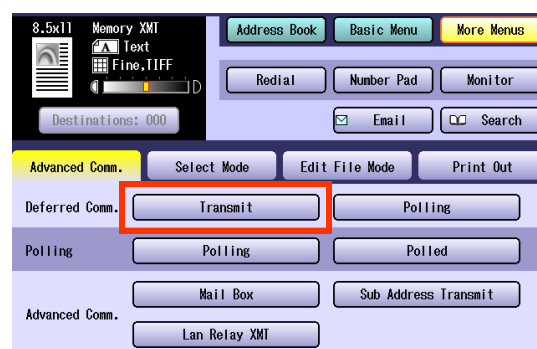 8.5x11 Memory XMT
A Text
Fine,TIFF
D
Destinations: 000
Address Book Basic Menu More Menus
Redial Number Pad Monitor
Email Search
Advanced Comm. Select Mode Edit File Mode Print Out
Deferred Comm. Transmit Polling
Polling Polling Polled
Advanced Comm. Mail Box Sub Address Transmit
Lan Relay XMT